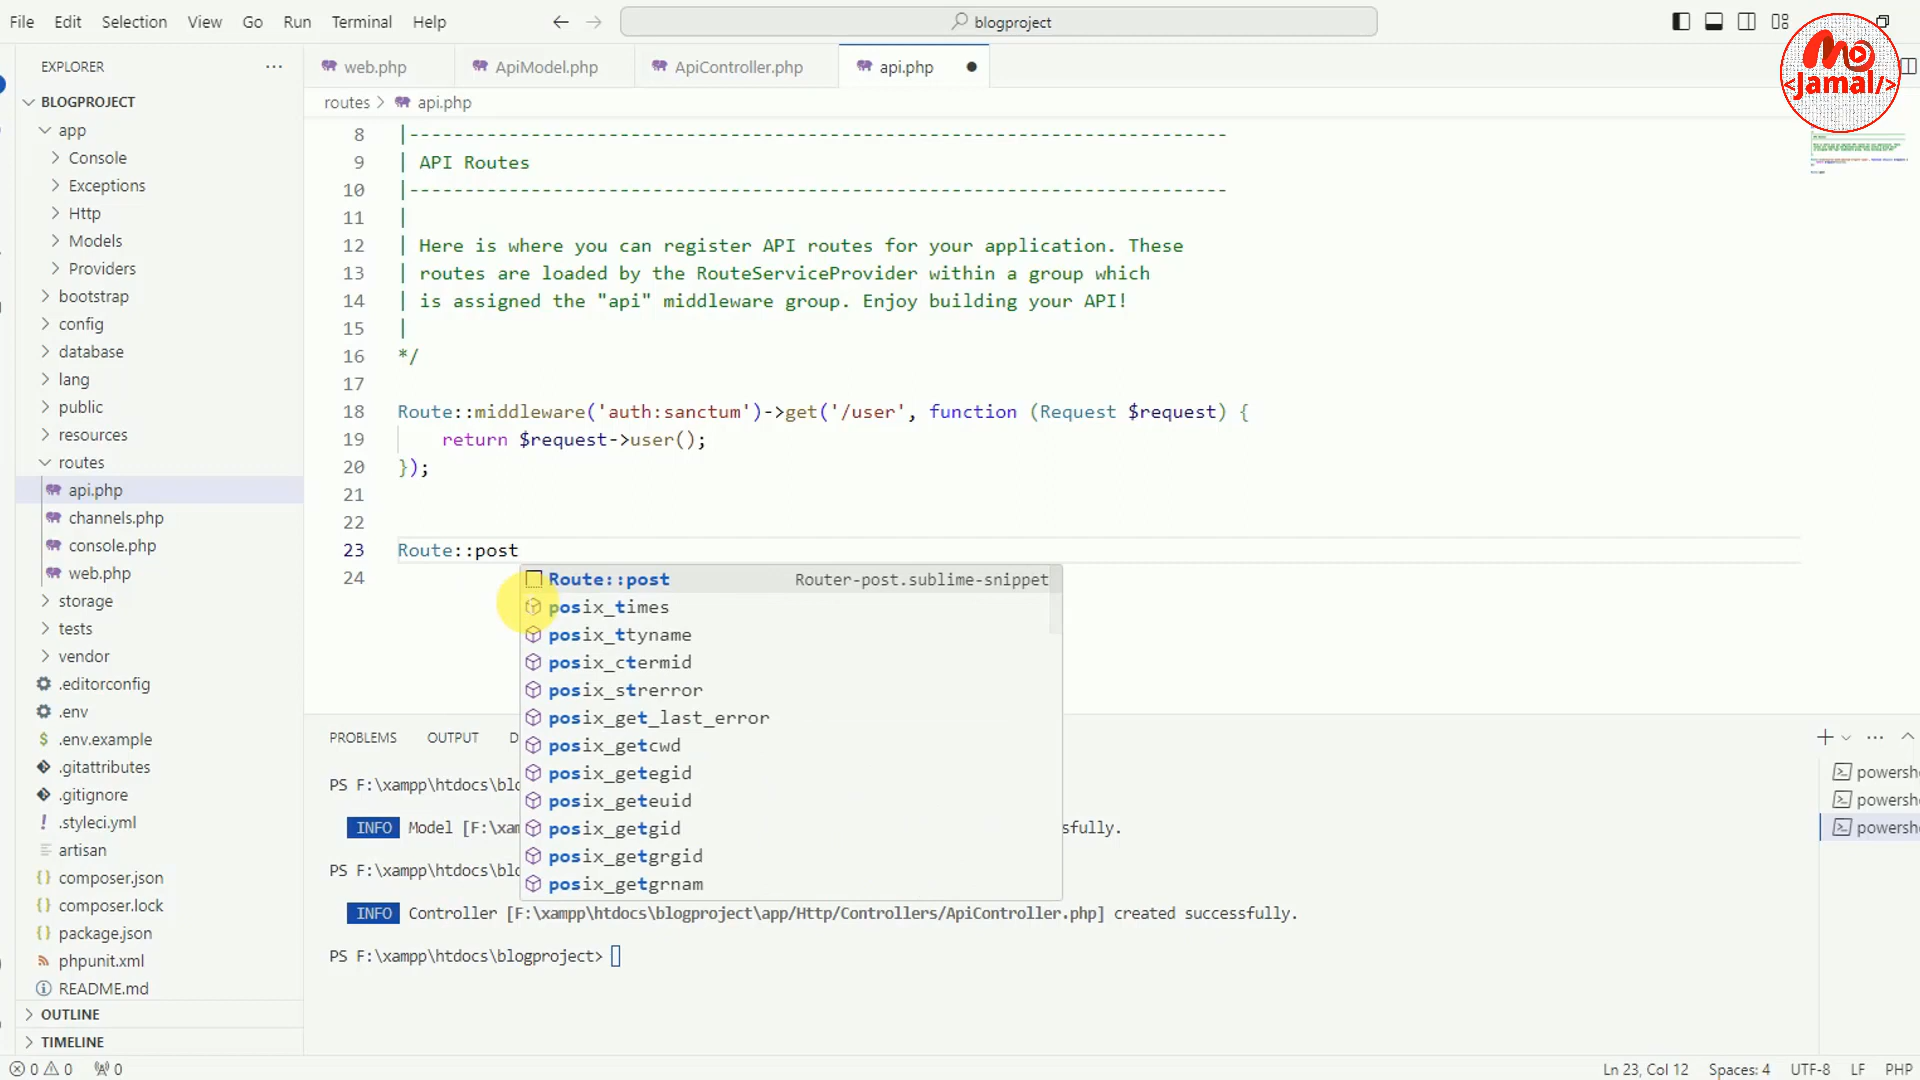 File Edit Selection View Go Run Terminal Help
blogproject
Mo
<Jamal/>
EXPLORER
web.php
ApiModel.php
ApiController.php
api.php
BLOGPROJECT
routes > api.php
app
Console
Exceptions
Http
Models
Providers
bootstrap
config
database
lang
public
resources
routes
api.php
channels.php
console.php
web.php
storage
tests
vendor
.editorconfig
.env
.env.example
.gitattributes
.gitignore
.styleci.yml
artisan
composer.json
composer.lock
package.json
phpunit.xml
README.md
OUTLINE
TIMELINE
8 |--------------------------------------------------------------------------
9 | API Routes
10 |--------------------------------------------------------------------------
11 |
12 | Here is where you can register API routes for your application. These
13 | routes are loaded by the RouteServiceProvider within a group which
14 | is assigned the "api" middleware group. Enjoy building your API!
15 |
16 */
17
18 Route::middleware('auth:sanctum')->get('/user', function (Request $request) {
19 return $request->user();
20 });
21
22
23 Route::post
24
Route::post Router-post.sublime-snippet
posix_times
posix_ttyname
posix_ctermid
posix_strerror
posix_get_last_error
posix_getcwd
posix_getegid
posix_geteuid
posix_getgid
posix_getgrgid
posix_getgrnam
PROBLEMS OUTPUT D
PS F:\xampp\htdocs\blo
INFO Model [F:\xam sfully.
PS F:\xampp\htdocs\blo
INFO Controller [F:\xampp\htdocs\blogproject\app/Http/Controllers/ApiController.php] created successfully.
PS F:\xampp\htdocs\blogproject>
powersh
powersh
powersh
0 0 0
Ln 23, Col 12 Spaces: 4 UTF-8 LF PHP